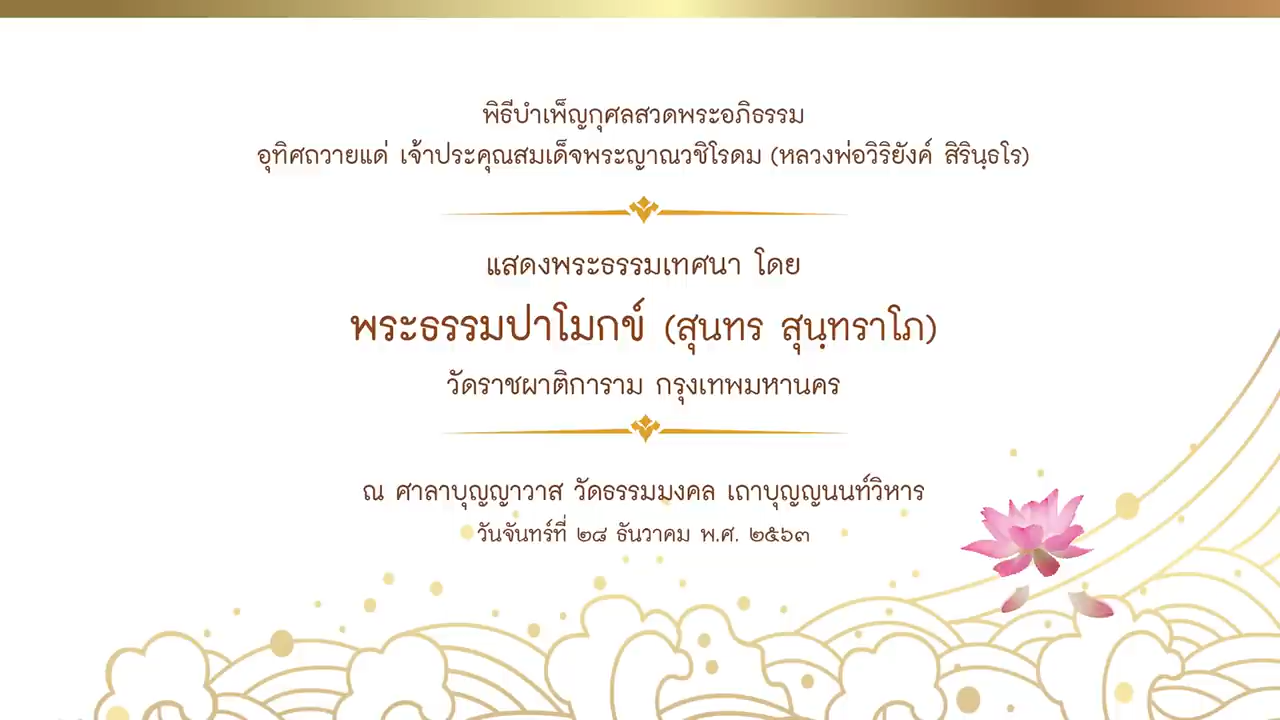 พิธีบำเพ็ญกุศลสวดพระอภิธรรม
อุทิศถวายแด่ เจ้าประคุณสมเด็จพระญาณวชิโรดม (หลวงพ่อวิริยังค์ สิรินฺธโร)
แสดงพระธรรมเทศนา โดย
พระธรรมปาโมกข์ (สุนทร สุนฺทราโภ)
วัดราชผาติการาม กรุงเทพมหานคร
ณ ศาลาบุญญาวาส วัดธรรมมงคล เถาบุญญนนท์วิหาร
วันจันทร์ที่ ๒๘ ธันวาคม พ.ศ. ๒๕๖๓